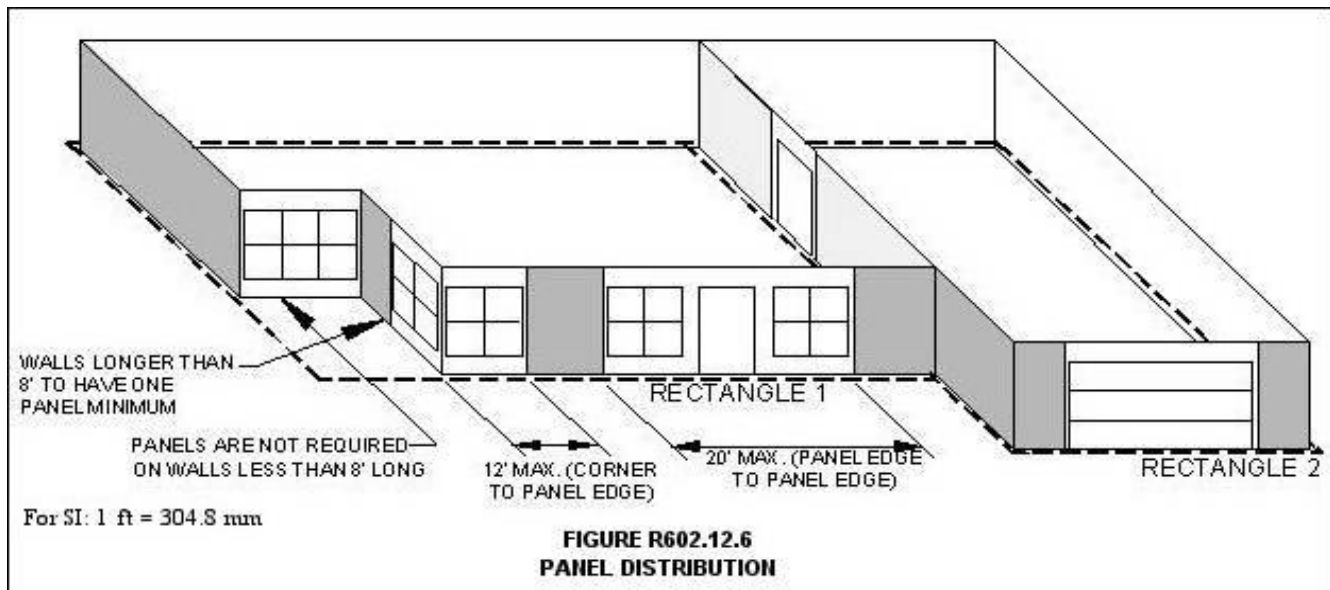 WALLS LONGER THAN
8' TO HAVE ONE
PANEL MINIMUM
PANELS ARE NOT REQUIRED
ON WALLS LESS THAN 8' LONG
12' MAX. (CORNER
TO PANEL EDGE)
RECTANGLE 1
20' MAX. (PANEL EDGE
TO PANEL EDGE)
RECTANGLE 2
For SI: 1 ft = 304.8 mm
FIGURE R602.12.6
PANEL DISTRIBUTION